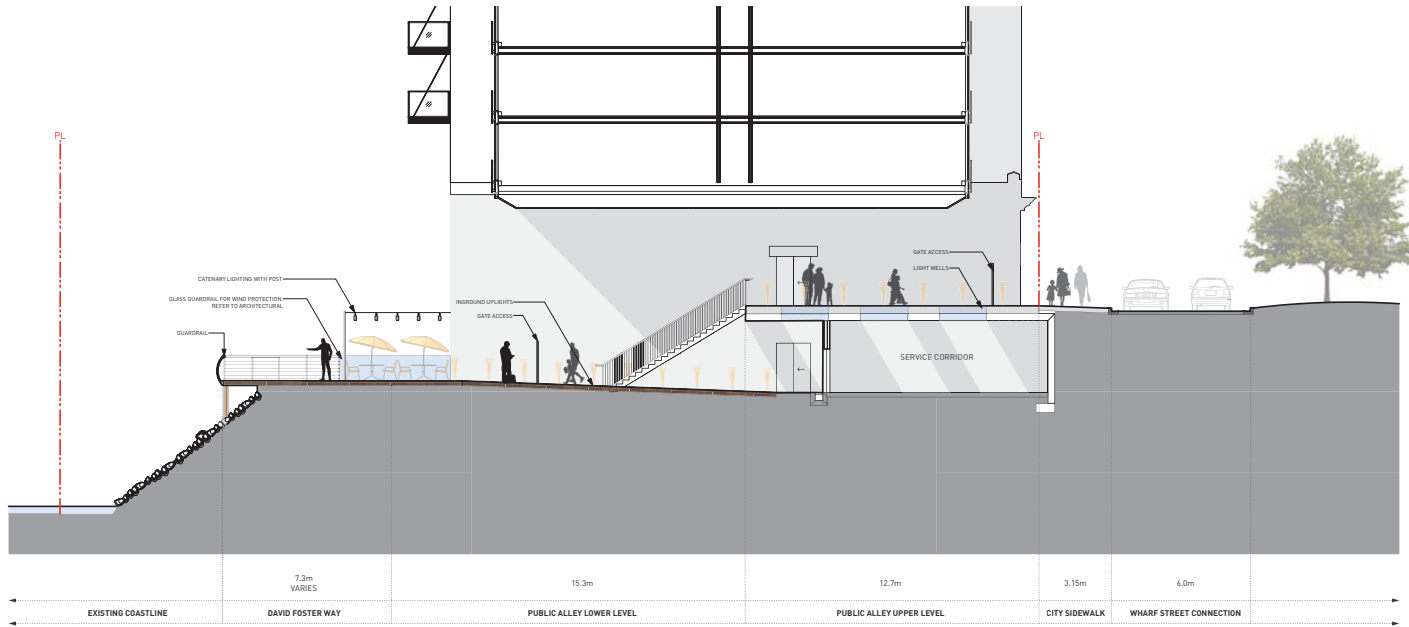 PL
PL
GATE ACCESS
LIGHT WELLS
CATENARY LIGHTING WITH POST
GLASS GUARDRAIL FOR WIND PROTECTION
REFER TO ARCHITECTURAL
INGROUND UPLIGHTS
GATE ACCESS
GUARDRAIL
SERVICE CORRIDOR
7.3m
VARIES
15.3m
12.7m
3.15m
6.0m
EXISTING COASTLINE
DAVID FOSTER WAY
PUBLIC ALLEY LOWER LEVEL
PUBLIC ALLEY UPPER LEVEL
CITY SIDEWALK
WHARF STREET CONNECTION